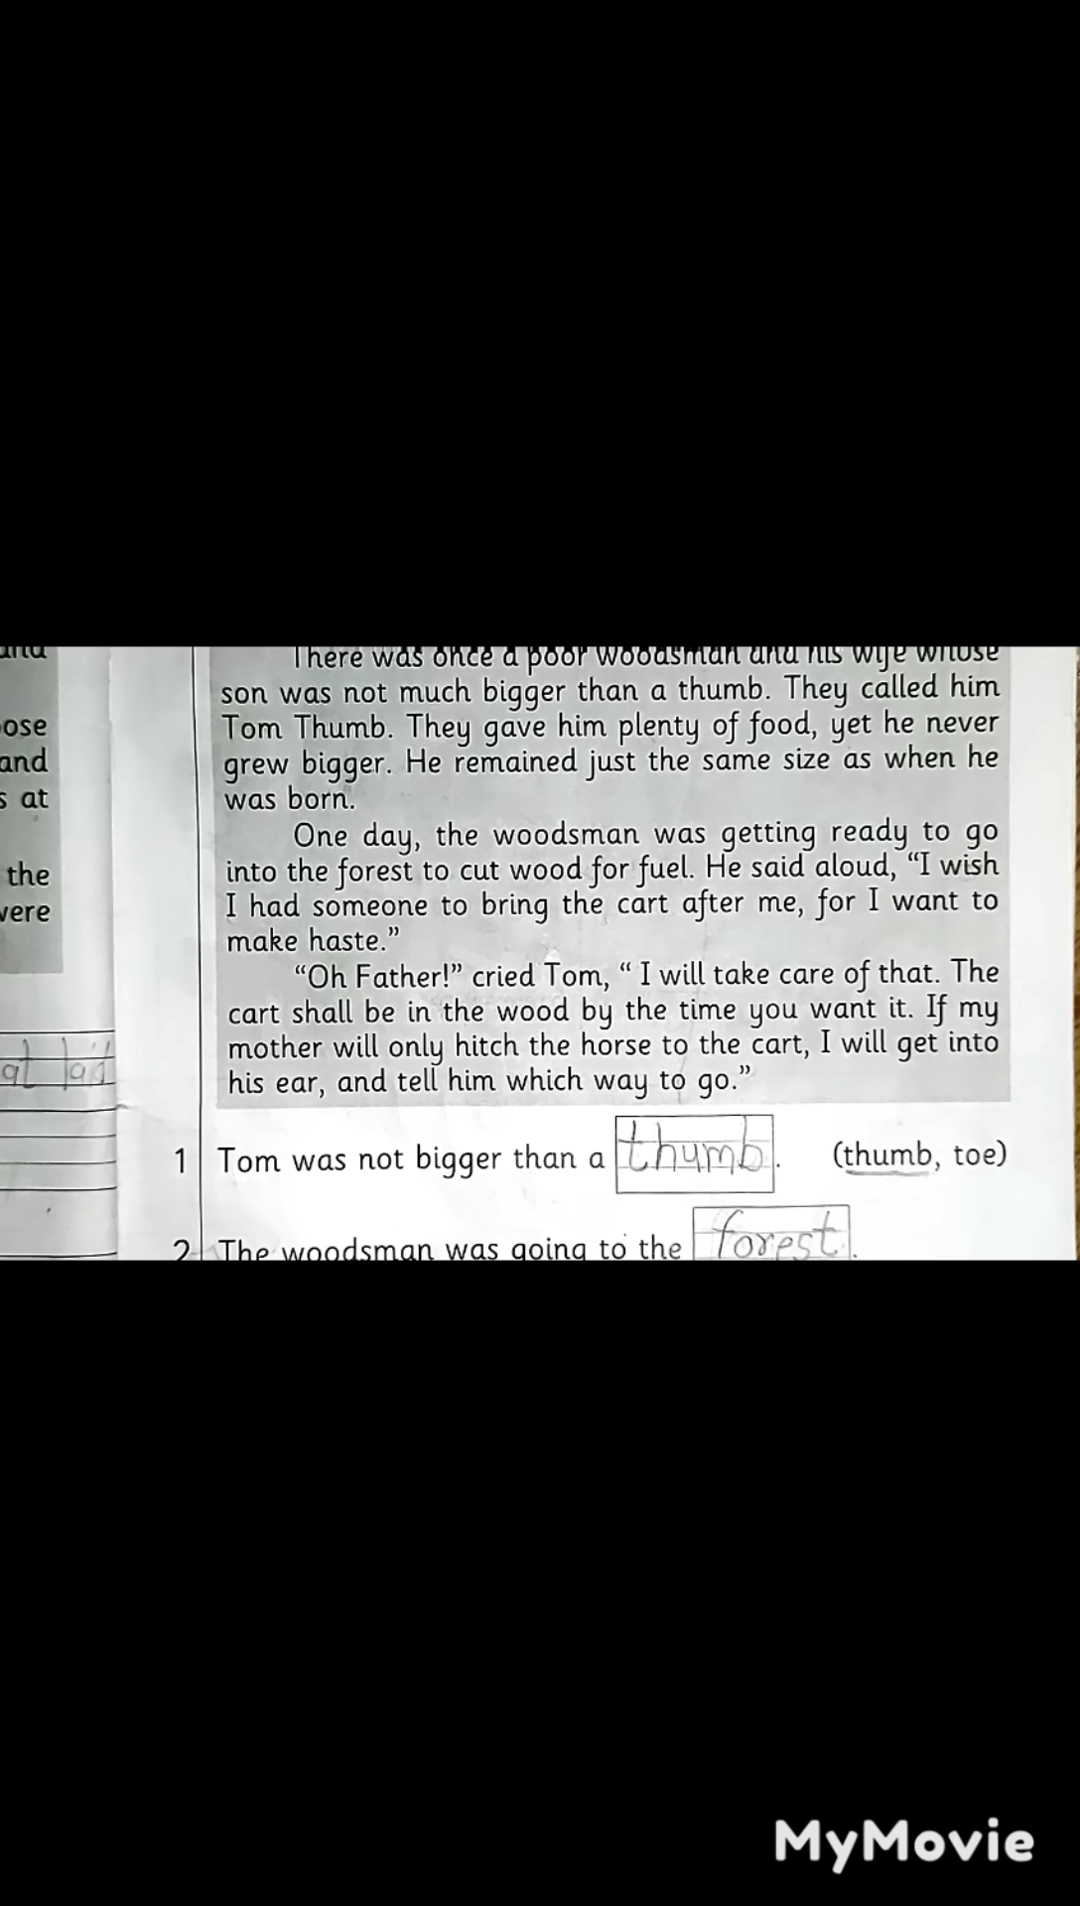 and
ose
and
s at
the
were
at
There was once a poor woodsman and his wife whose
son was not much bigger than a thumb. They called him
Tom Thumb. They gave him plenty of food, yet he never
grew bigger. He remained just the same size as when he
was born.
One day, the woodsman was getting ready to go
into the forest to cut wood for fuel. He said aloud, “I wish
I had someone to bring the cart after me, for I want to
make haste.”
“Oh Father!” cried Tom, “ I will take care of that. The
cart shall be in the wood by the time you want it. If my
mother will only hitch the horse to the cart, I will get into
his ear, and tell him which way to go.”
1 Tom was not bigger than a thumb. (thumb, toe)
2 The woodsman was going to the forest.
MyMovie